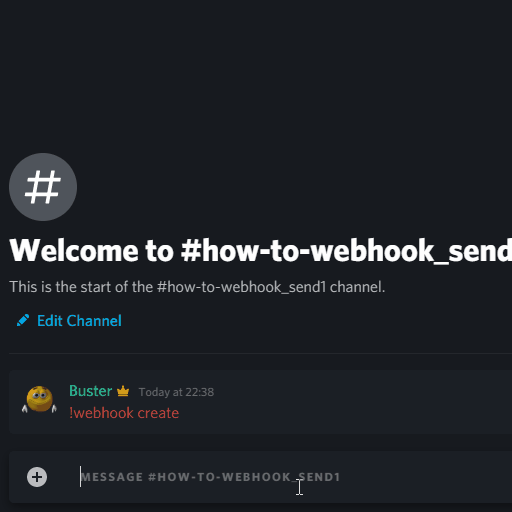 #
Welcome to #how-to-webhook_send
This is the start of the #how-to-webhook_send1 channel.
Edit Channel
Buster Today at 22:38
!webhook create
MESSAGE #HOW-TO-WEBHOOK_SEND1